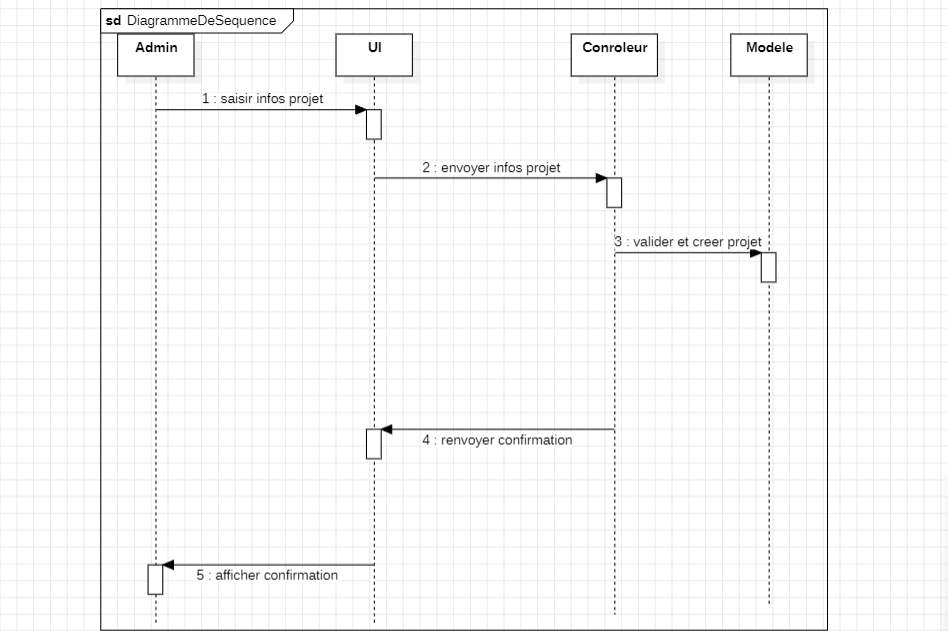 sd DiagrammeDeSequence
Admin
UI
Conroleur
Modele
1 : saisir infos projet
2 : envoyer infos projet
3 : valider et creer projet
4 : renvoyer confirmation
5 : afficher confirmation